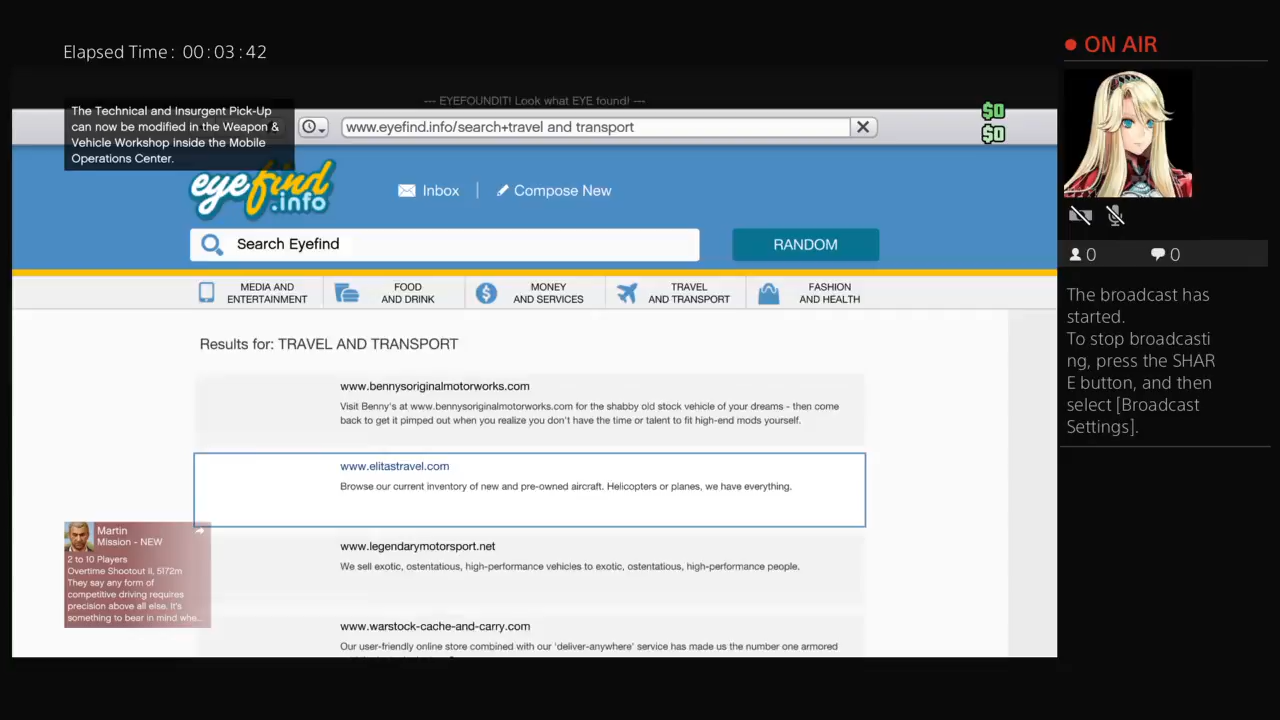 Elapsed Time: 00:03:42
ON AIR
--- EYEFOUNDIT! Look what EYE found! ---
The Technical and Insurgent Pick-Up
can now be modified in the Weapon &
Vehicle Workshop inside the Mobile
Operations Center.
www.eyefind.info/search+travel and transport
$0
$0
eyefind
.info
Inbox
Compose New
Search Eyefind
RANDOM
MEDIA AND
ENTERTAINMENT
FOOD
AND DRINK
MONEY
AND SERVICES
TRAVEL
AND TRANSPORT
FASHION
AND HEALTH
Results for: TRAVEL AND TRANSPORT
www.bennysoriginalmotorworks.com
Visit Benny's at www.bennysoriginalmotorworks.com for the shabby old stock vehicle of your dreams - then come
back to get it pimped out when you realize you don't have the time or talent to fit high-end mods yourself.
www.elitastravel.com
Browse our current inventory of new and pre-owned aircraft. Helicopters or planes, we have everything.
www.legendarymotorsport.net
We sell exotic, ostentatious, high-performance vehicles to exotic, ostentatious, high-performance people.
www.warstock-cache-and-carry.com
Our user-friendly online store combined with our 'deliver-anywhere' service has made us the number one armored
Martin
Mission - NEW
2 to 10 Players
Overtime Shootout II, 5172m
They say any form of
competitive driving requires
precision above all else. It's
something to bear in mind whe...
0
0
The broadcast has
started.
To stop broadcasti
ng, press the SHAR
E button, and then
select [Broadcast
Settings].